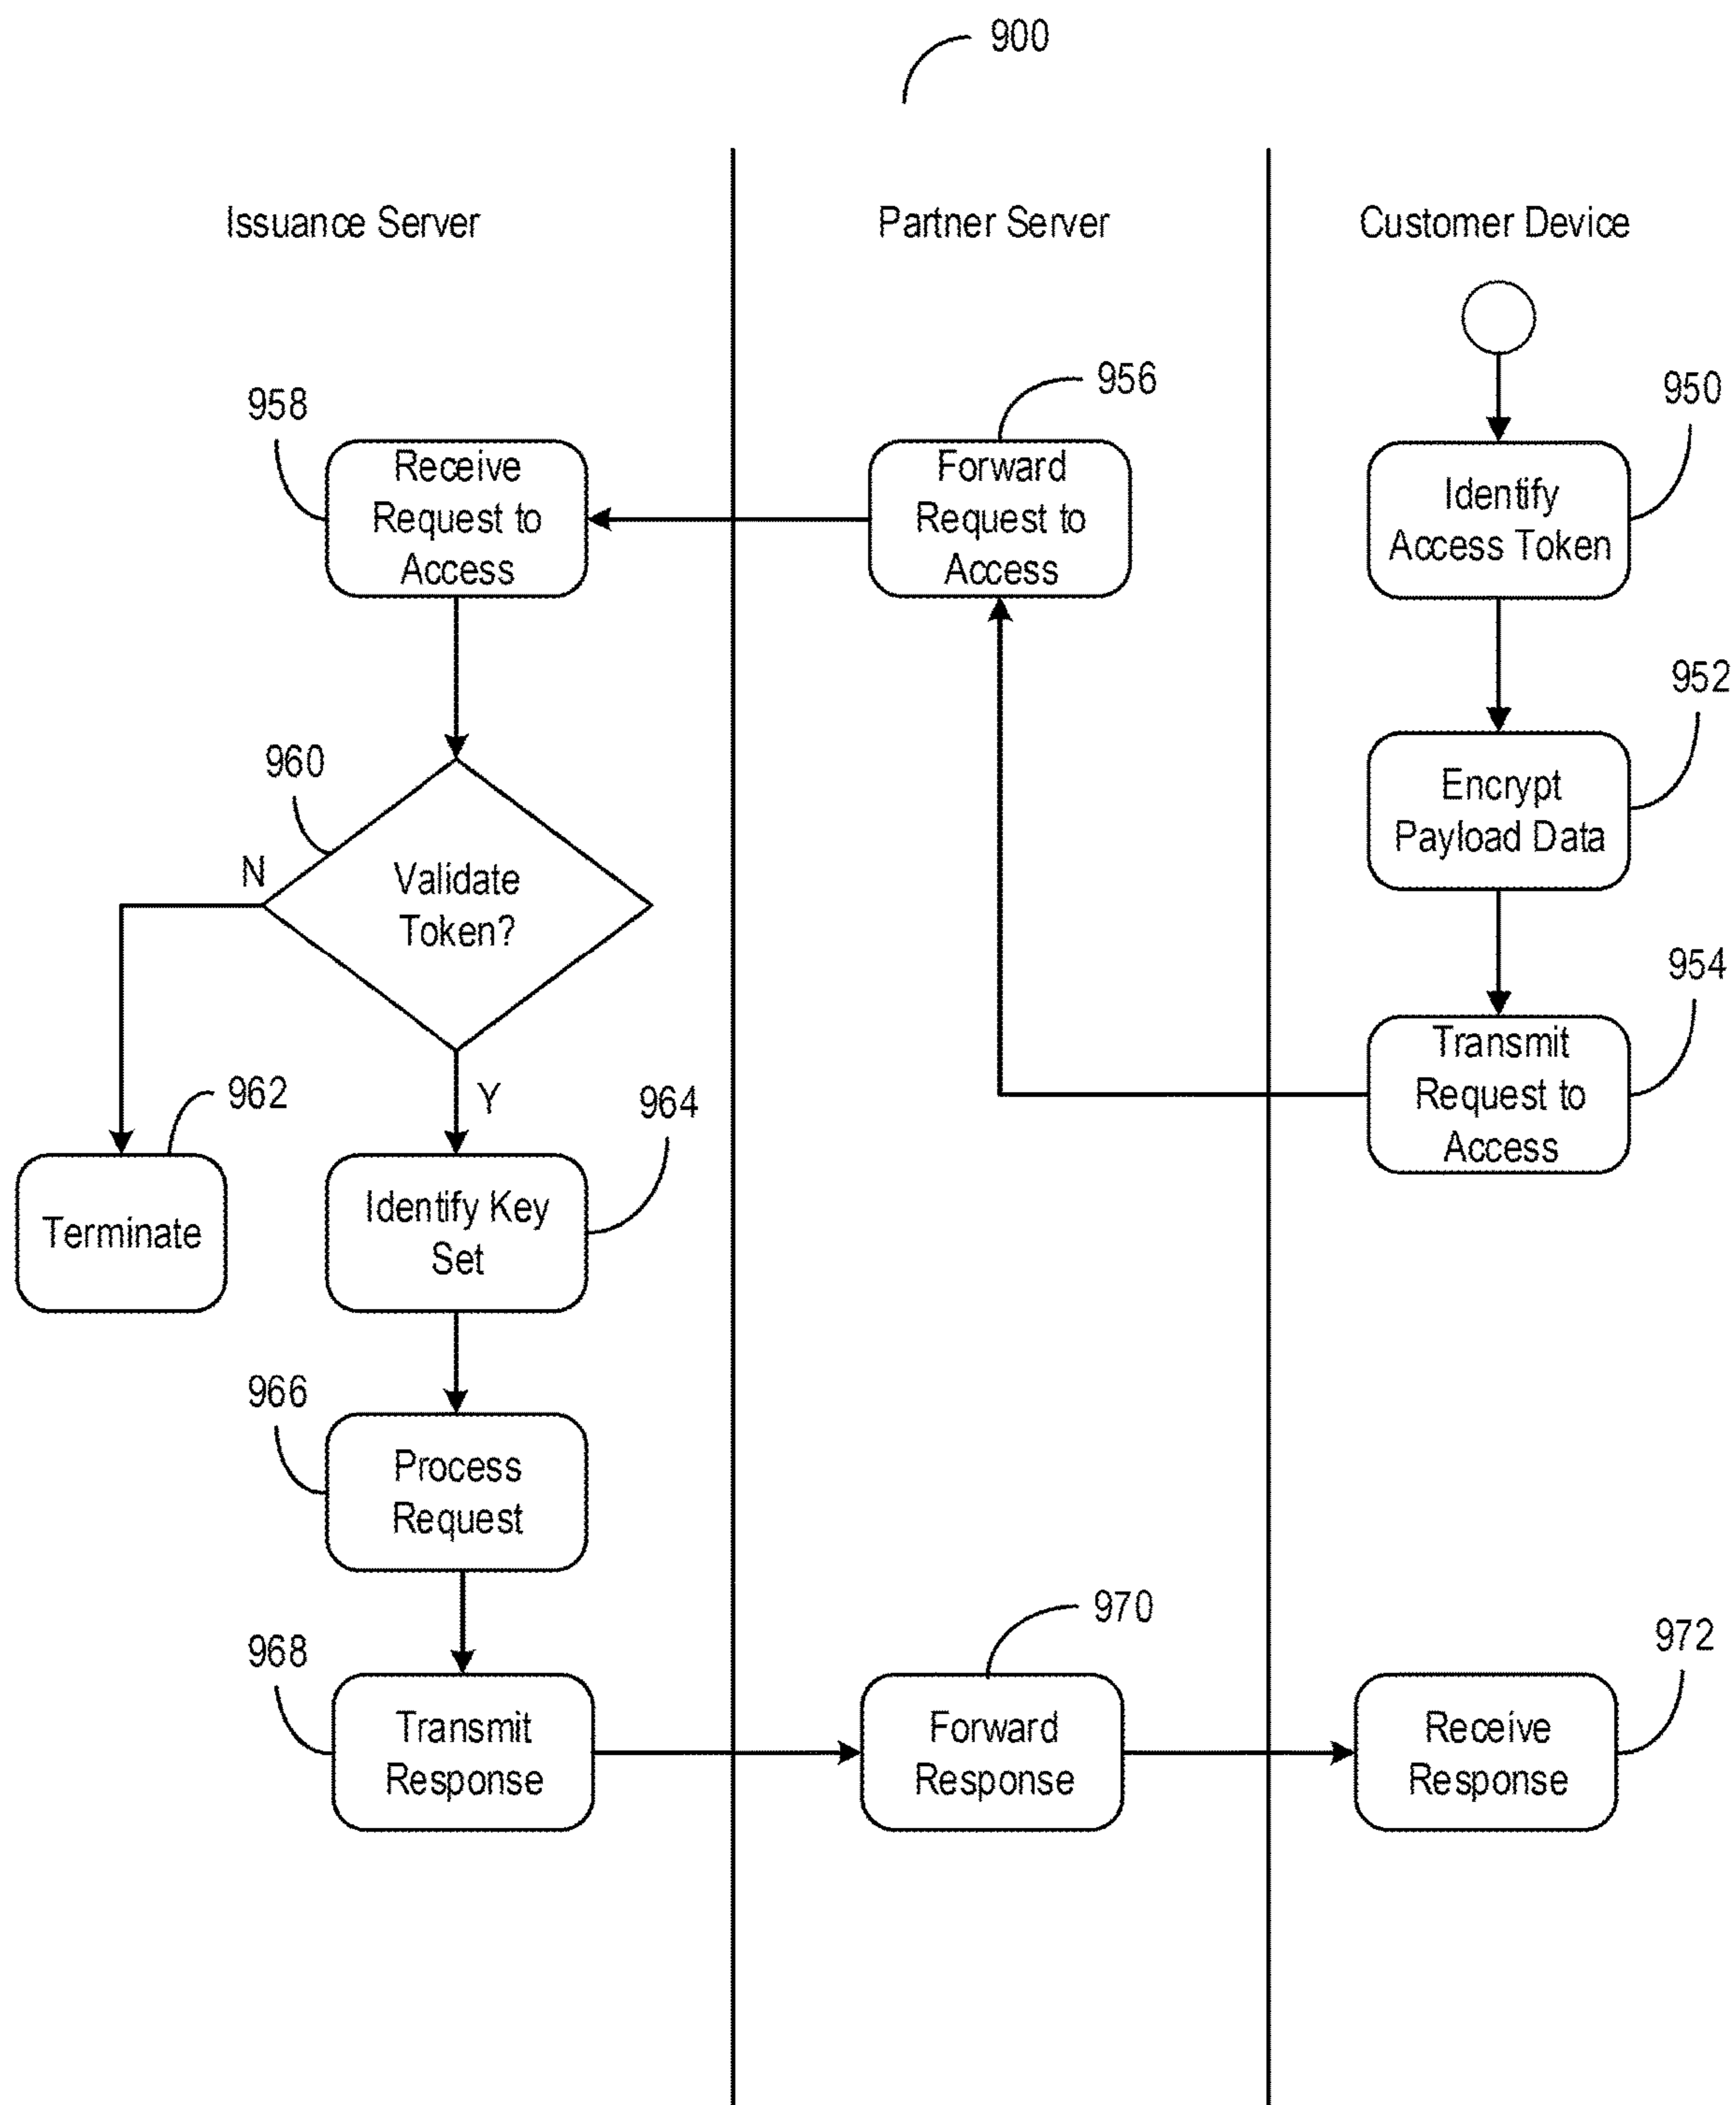 900
Issuance Server
Partner Server
Customer Device
956
950
958
Receive
Request to
Access
Forward
Request to
Access
Identify
Access Token
952
960
Encrypt
Payload Data
N
Validate
Token?
954
Transmit
Request to
Access
962
Y
964
Terminate
Identify Key
Set
966
Process
Request
970
968
972
Transmit
Response
Forward
Response
Receive
Response